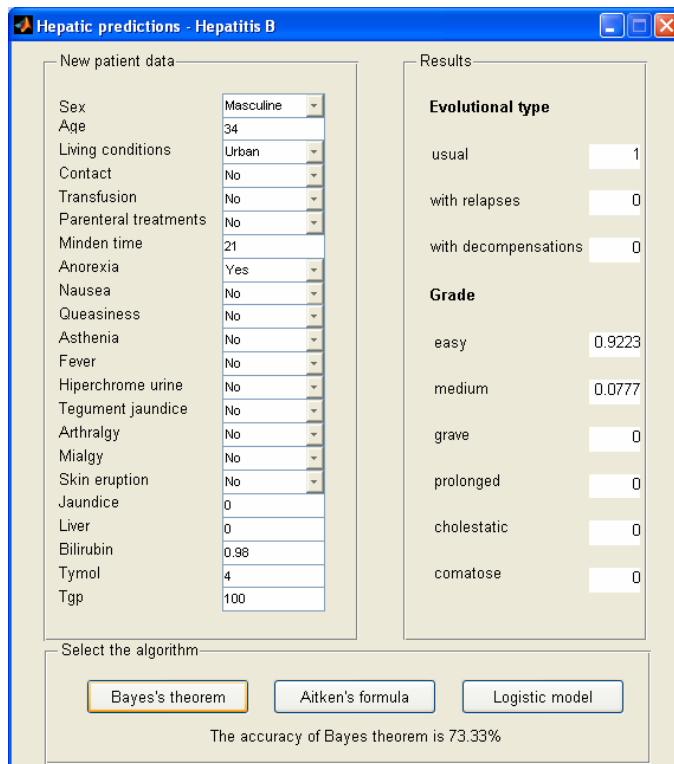 Hepatic predictions - Hepatitis B
New patient data
Sex Masculine
Age 34
Living conditions Urban
Contact No
Transfusion No
Parenteral treatments No
Minden time 21
Anorexia Yes
Nausea No
Queasiness No
Asthenia No
Fever No
Hiperchrome urine No
Tegument jaundice No
Arthralgy No
Mialgy No
Skin eruption No
Jaundice 0
Liver 0
Bilirubin 0.98
Tymol 4
Tgp 100
Results
Evolutional type
usual 1
with relapses 0
with decompensations 0
Grade
easy 0.9223
medium 0.0777
grave 0
prolonged 0
cholestatic 0
comatose 0
Select the algorithm
Bayes's theorem Aitken's formula Logistic model
The accuracy of Bayes theorem is 73.33%